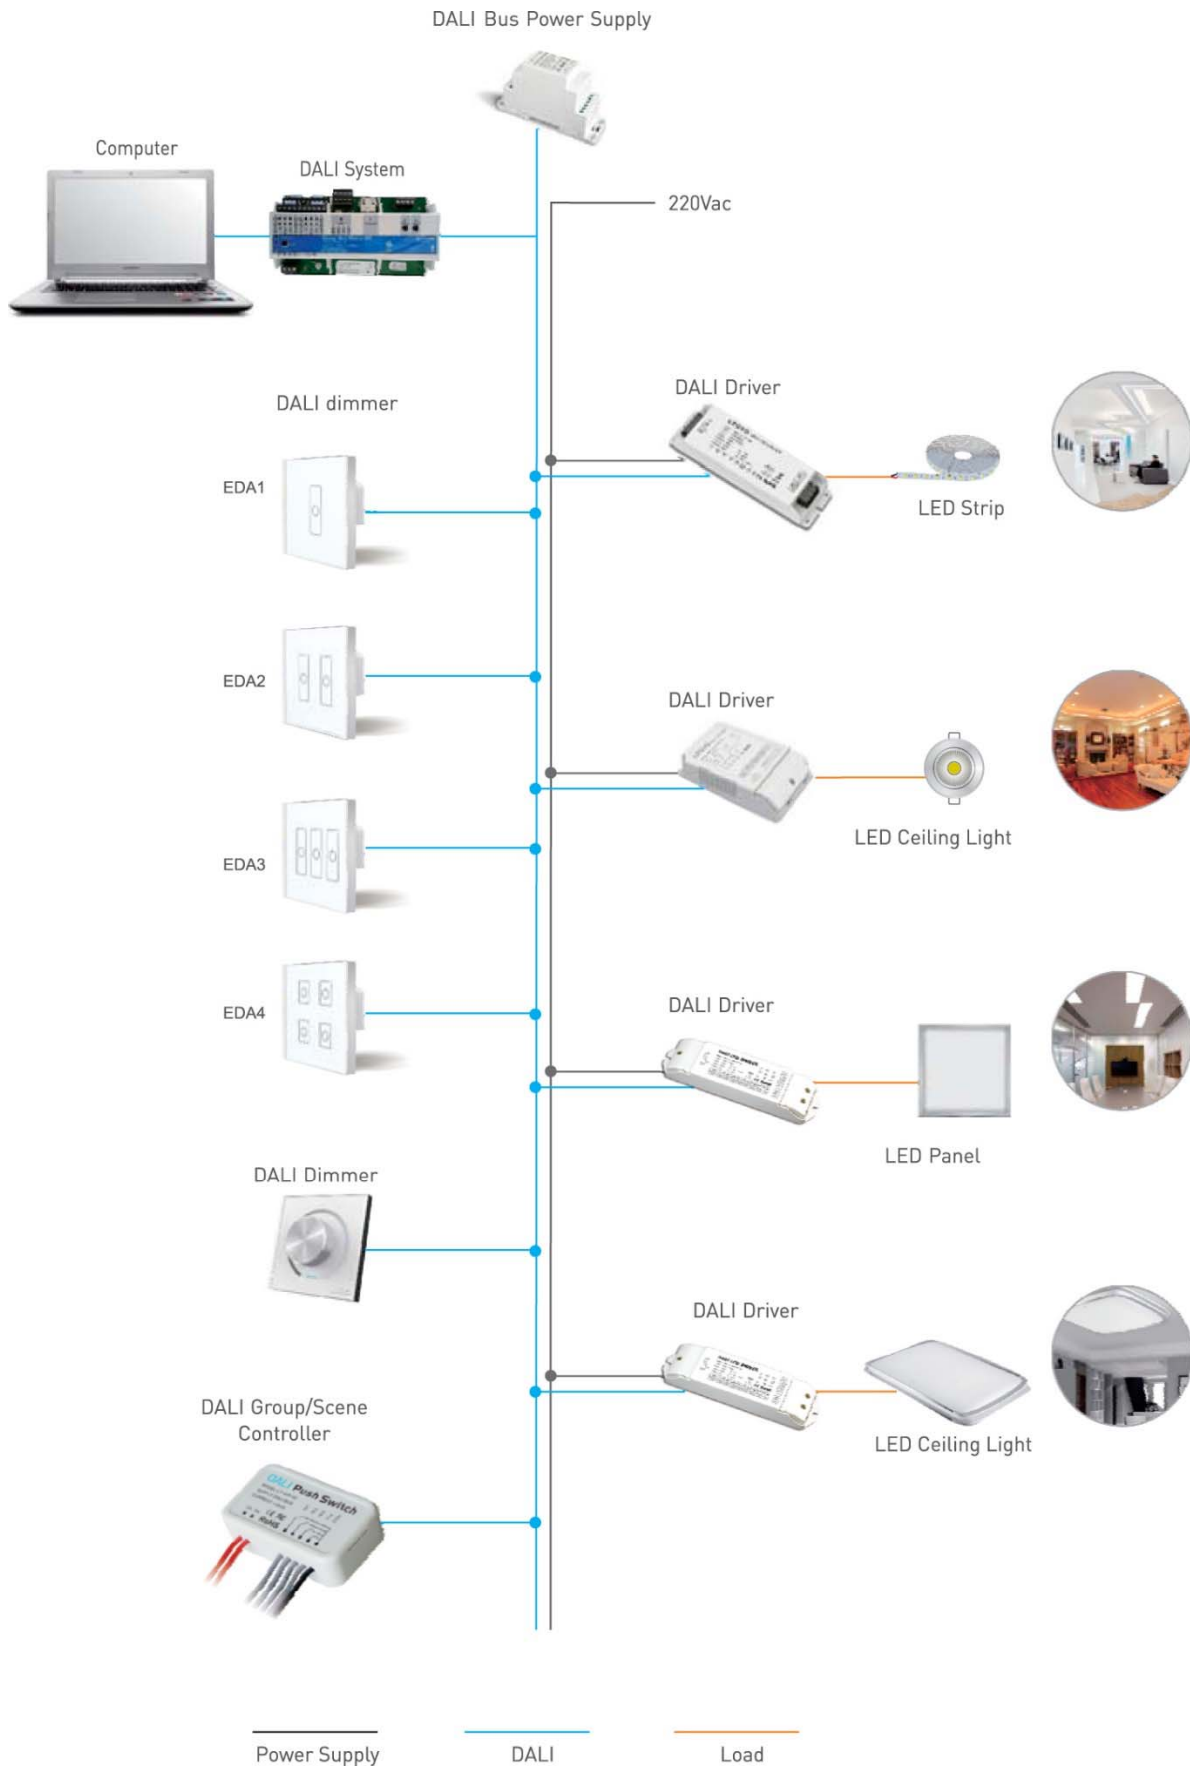 DALI Bus Power Supply
Computer
DALI System
220Vac
DALI Driver
DALI dimmer
EDA1
LED Strip
EDA2
DALI Driver
LED Ceiling Light
EDA3
DALI Driver
EDA4
LED Panel
DALI Dimmer
DALI Driver
DALI Group/Scene
Controller
LED Ceiling Light
DALI Push Switch
RoHS
Power Supply
DALI
Load